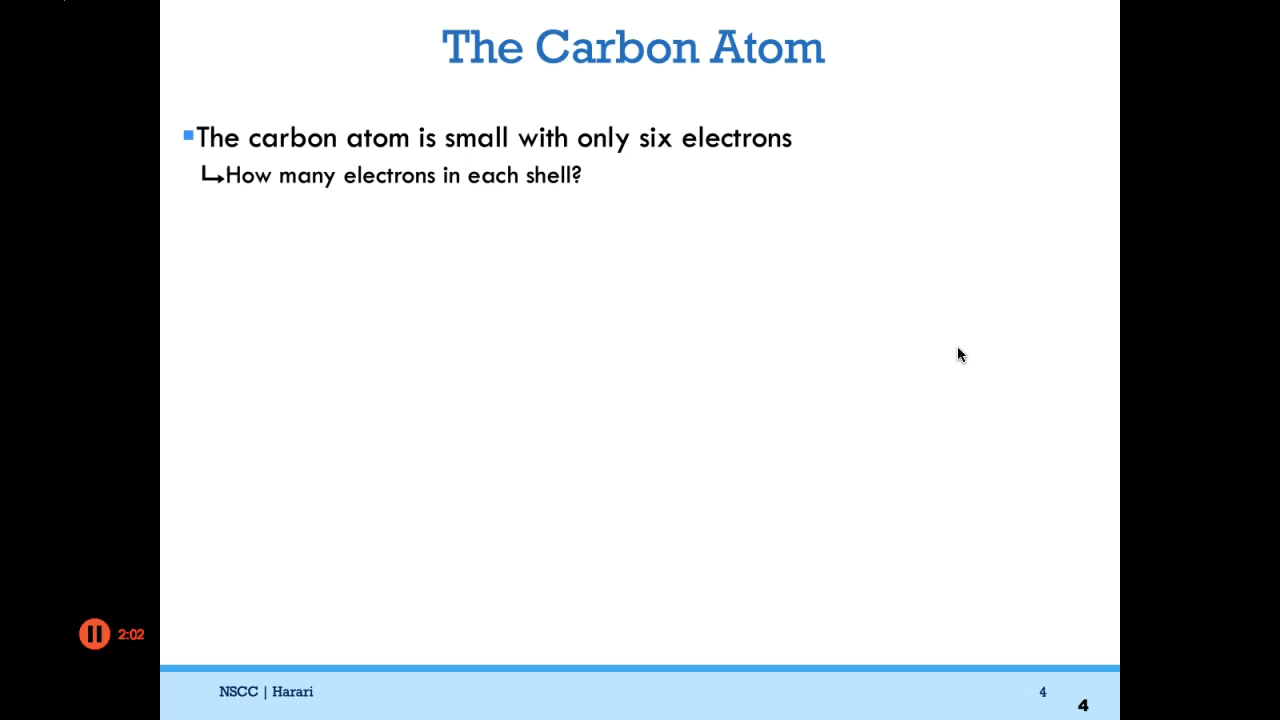 The Carbon Atom
The carbon atom is small with only six electrons
How many electrons in each shell?
2:02
NSCC | Harari
4
4